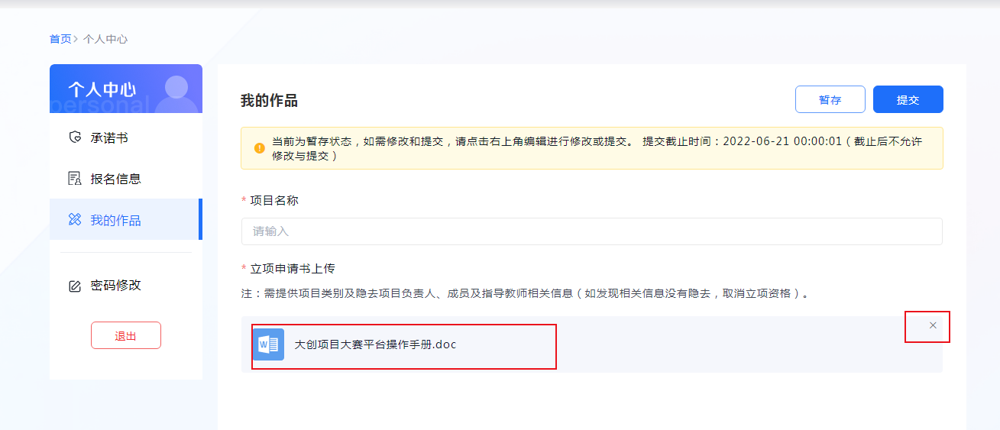 首页 > 个人中心
个人中心
personal
承诺书
报名信息
我的作品
密码修改
退出
我的作品
暂存
提交
当前为暂存状态，如需修改和提交，请点击右上角编辑进行修改或提交。 提交截止时间：2022-06-21 00:00:01（截止后不允许
修改与提交）
* 项目名称
请输入
* 立项申请书上传
注：需提供项目类别及隐去项目负责人、成员及指导教师相关信息（如发现相关信息没有隐去，取消立项资格）。
W
大创项目大赛平台操作手册.doc